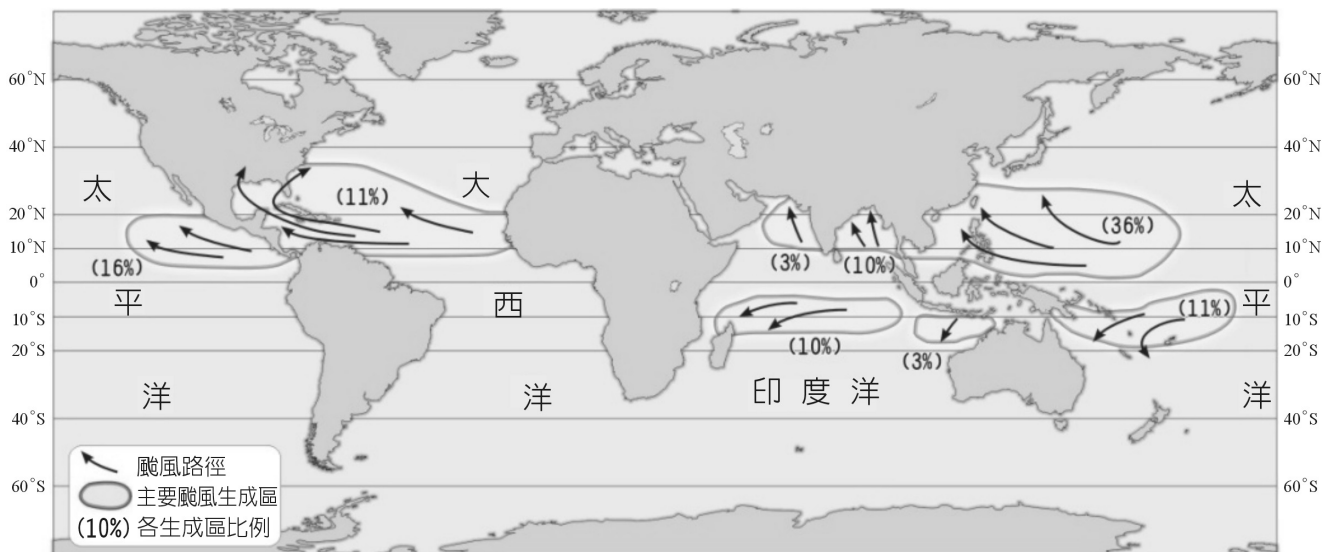 60°N 60°N
40°N 40°N
太 大 太
(11%)
20°N 20°N
(36%)
10°N 10°N
(16%) (3%) (10%)
0° 0°
平 西 平
(11%)
10°S 10°S
(10%) (3%)
20°S 20°S
洋 洋 印度洋 洋
40°S 40°S
颱風路徑
60°S 60°S
主要颱風生成區
(10%) 各生成區比例